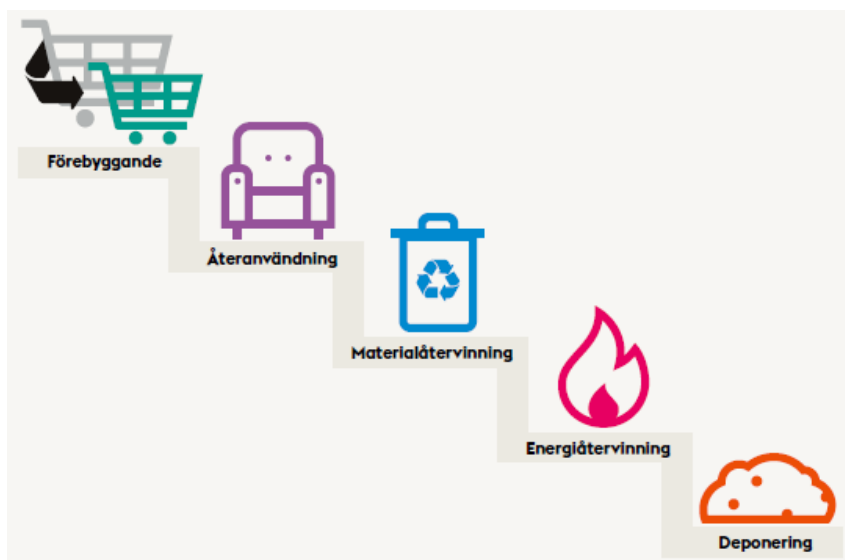 Förebyggande
Återanvändning
Materialåtervinning
Energiåtervinning
Deponering